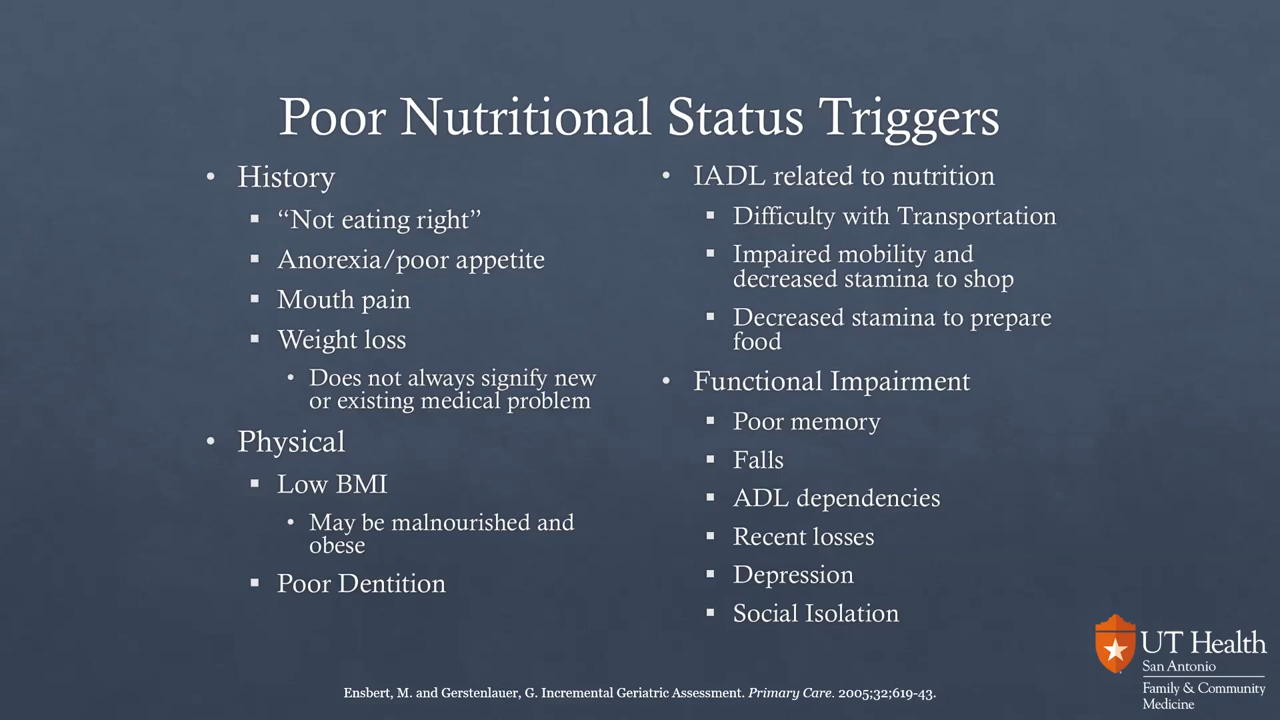 Poor Nutritional Status Triggers
• History
▪ “Not eating right”
▪ Anorexia/poor appetite
▪ Mouth pain
▪ Weight loss
• Does not always signify new
or existing medical problem
• Physical
▪ Low BMI
• May be malnourished and
obese
▪ Poor Dentition
• IADL related to nutrition
▪ Difficulty with Transportation
▪ Impaired mobility and
decreased stamina to shop
▪ Decreased stamina to prepare
food
• Functional Impairment
▪ Poor memory
▪ Falls
▪ ADL dependencies
▪ Recent losses
▪ Depression
▪ Social Isolation
Ensbert, M. and Gerstenlauer, G. Incremental Geriatric Assessment. Primary Care. 2005;32;619-43.
UT Health
San Antonio
Family & Community
Medicine